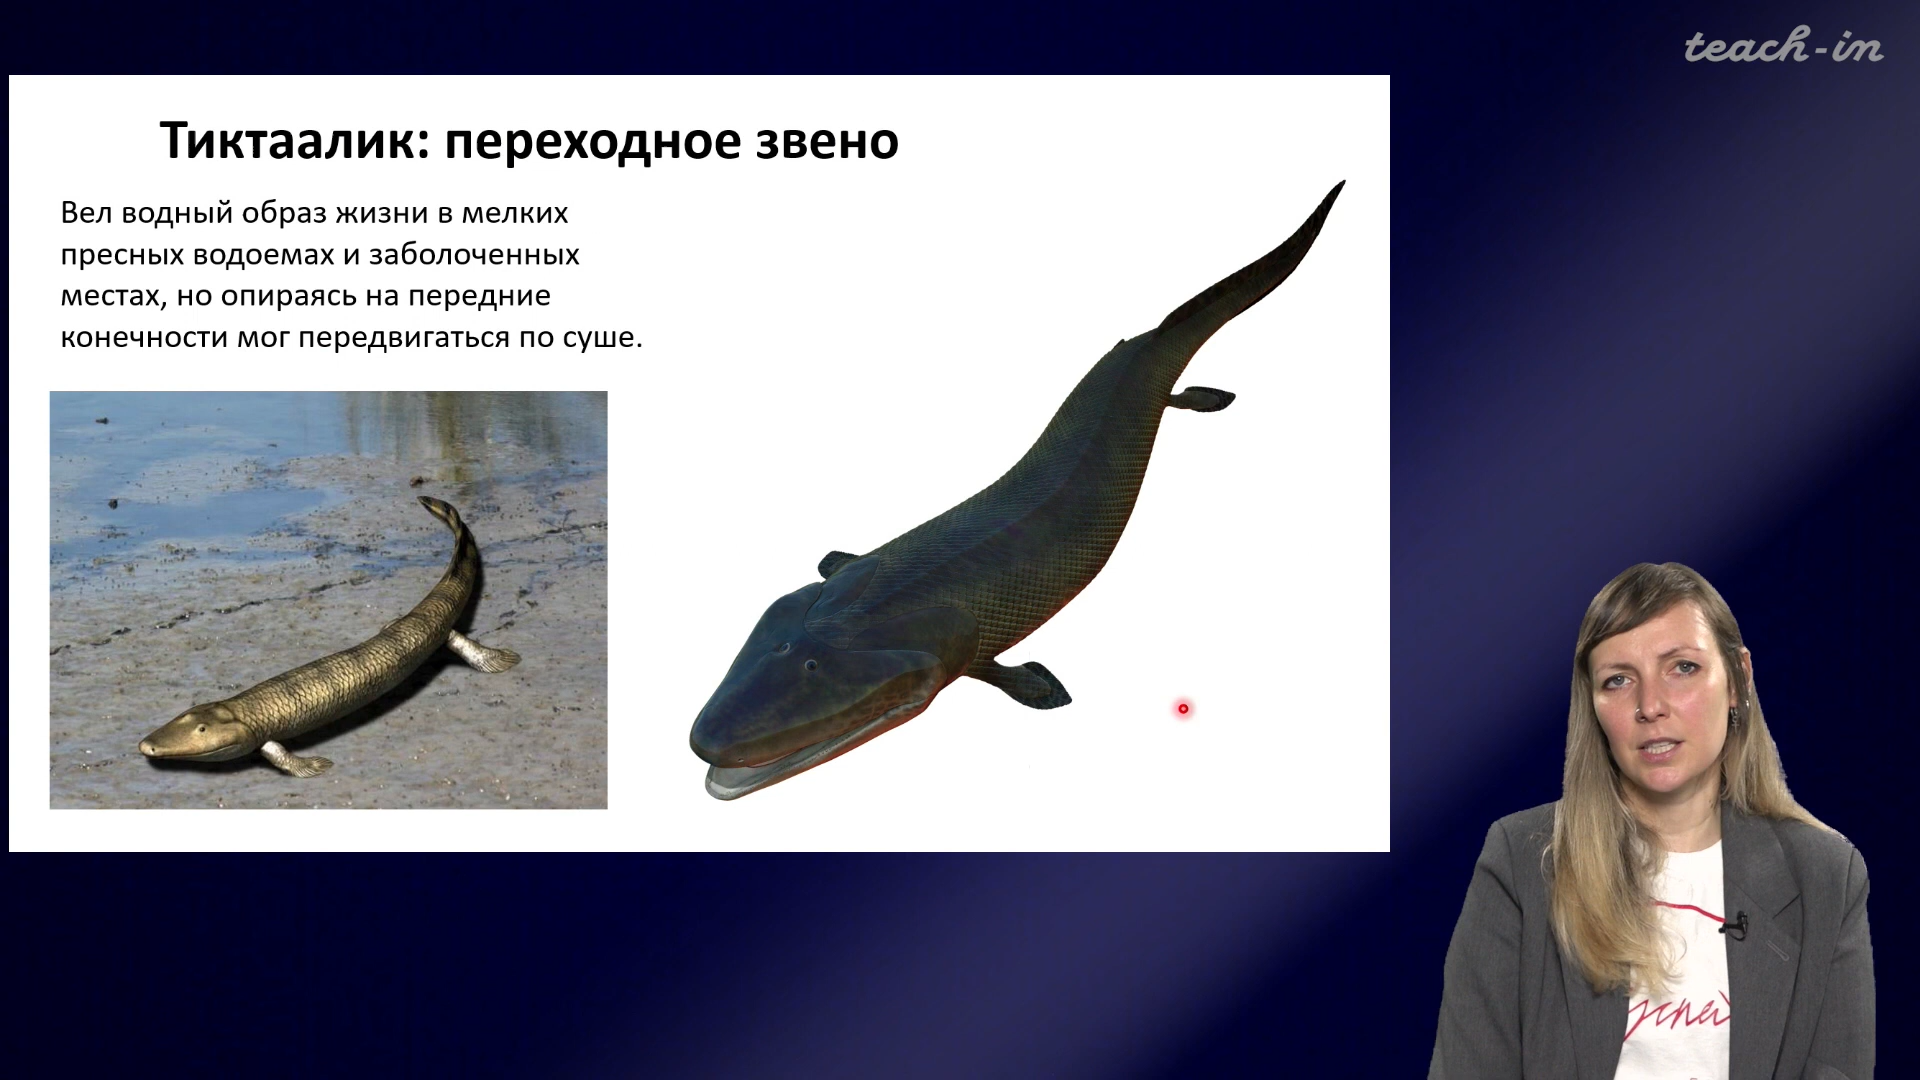 teach-in
Тиктаалик: переходное звено
Вел водный образ жизни в мелких
пресных водоемах и заболоченных
местах, но опираясь на передние
конечности мог передвигаться по суше.